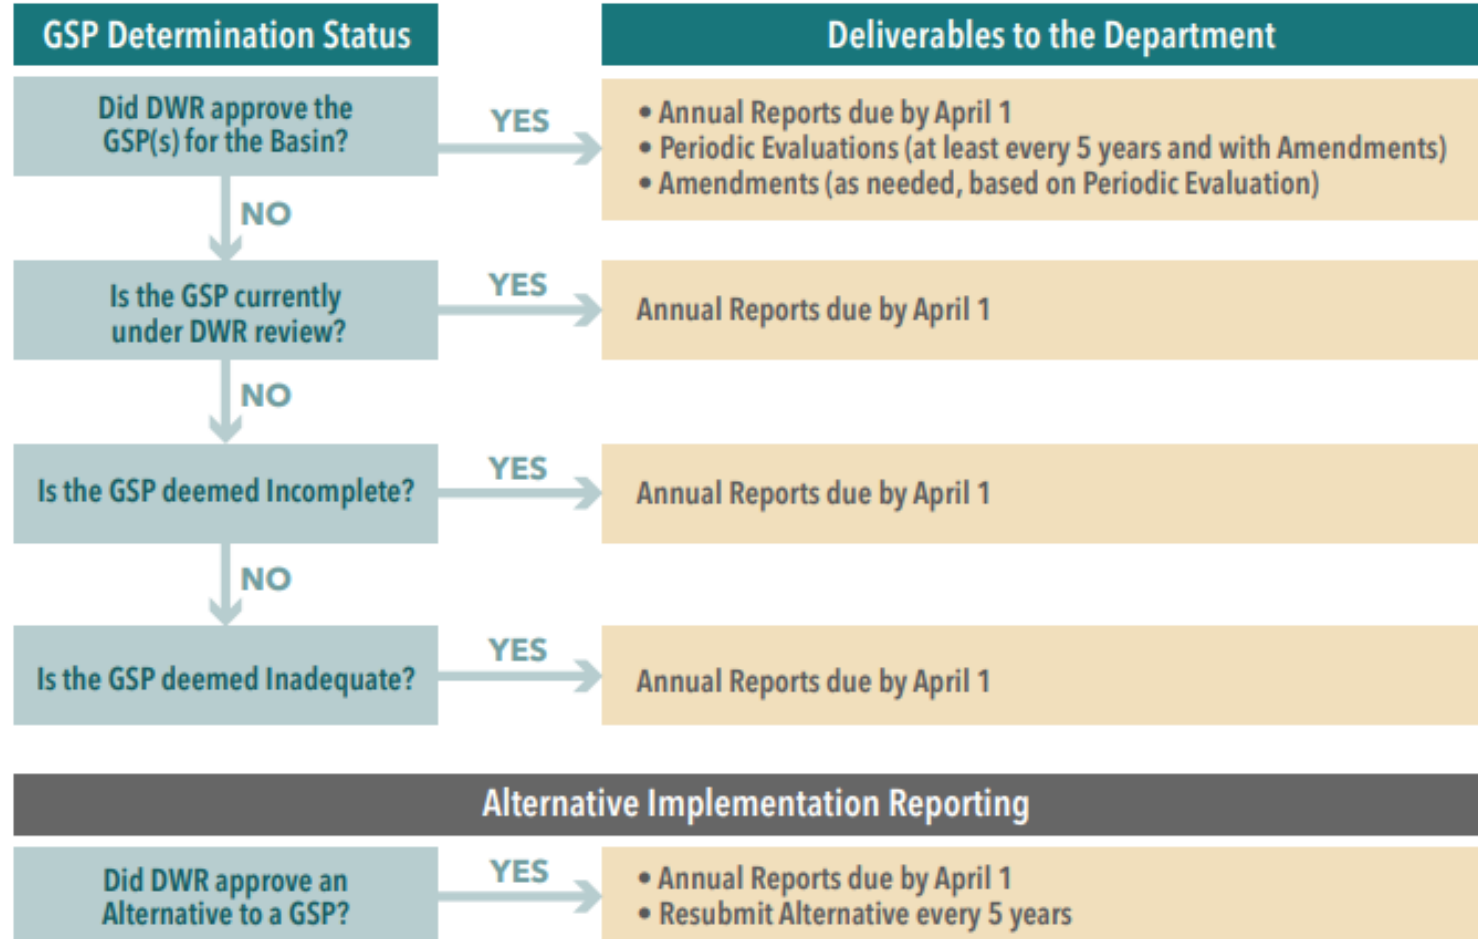 GSP Determination Status
Deliverables to the Department
Did DWR approve the
GSP(s) for the Basin?
YES
• Annual Reports due by April 1
• Periodic Evaluations (at least every 5 years and with Amendments)
• Amendments (as needed, based on Periodic Evaluation)
NO
Is the GSP currently
under DWR review?
YES
Annual Reports due by April 1
NO
Is the GSP deemed Incomplete?
YES
Annual Reports due by April 1
NO
Is the GSP deemed Inadequate?
YES
Annual Reports due by April 1
Alternative Implementation Reporting
Did DWR approve an
Alternative to a GSP?
YES
• Annual Reports due by April 1
• Resubmit Alternative every 5 years